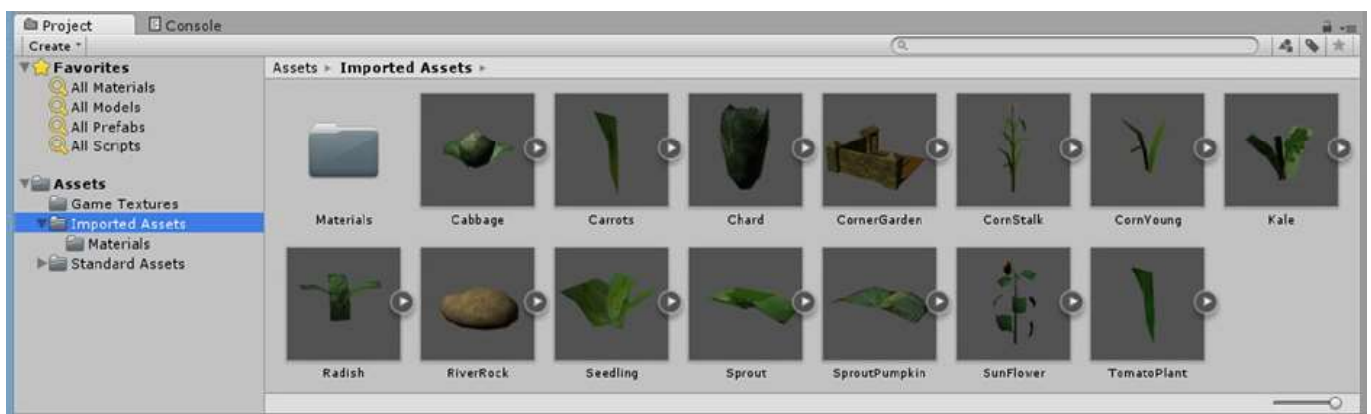 Project Console
Create
Favorites
All Materials
All Models
All Prefabs
All Scripts
Assets
Game Textures
Imported Assets
Materials
Standard Assets
Assets Imported Assets
Materials Cabbage Carrots Chard CornerGarden CornStalk CornYoung Kale
Radish RiverRock Seedling Sprout SproutPumpkin SunFlower TomatoPlant